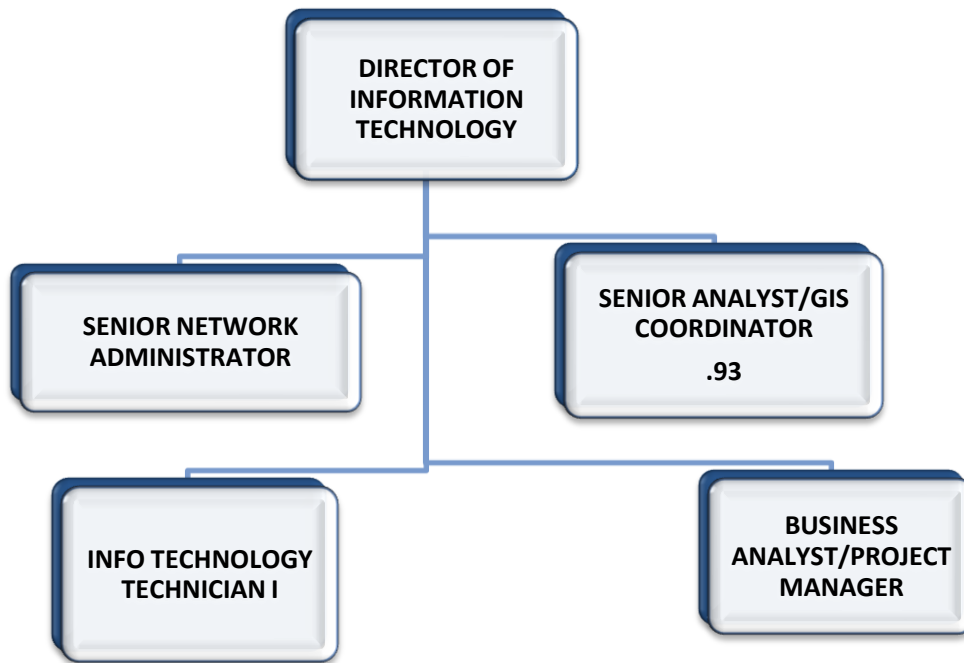 DIRECTOR OF
INFORMATION
TECHNOLOGY
SENIOR NETWORK
ADMINISTRATOR
SENIOR ANALYST/GIS
COORDINATOR
.93
INFO TECHNOLOGY
TECHNICIAN I
BUSINESS
ANALYST/PROJECT
MANAGER